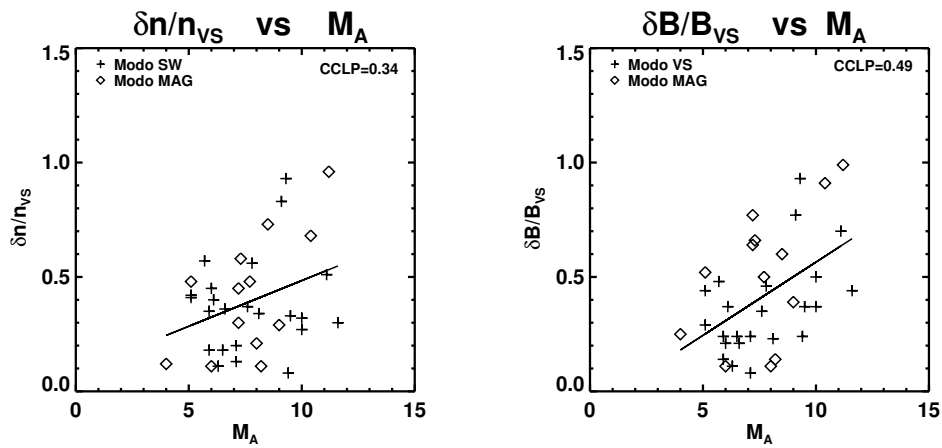 δn/n_VS vs M_A
1.5
1.0
0.5
0.0
δn/n_VS
+ Modo SW
◇ Modo MAG
CCLP=0.34
0 5 10 15
M_A
δB/B_VS vs M_A
1.5
1.0
0.5
0.0
δB/B_VS
+ Modo VS
◇ Modo MAG
CCLP=0.49
0 5 10 15
M_A